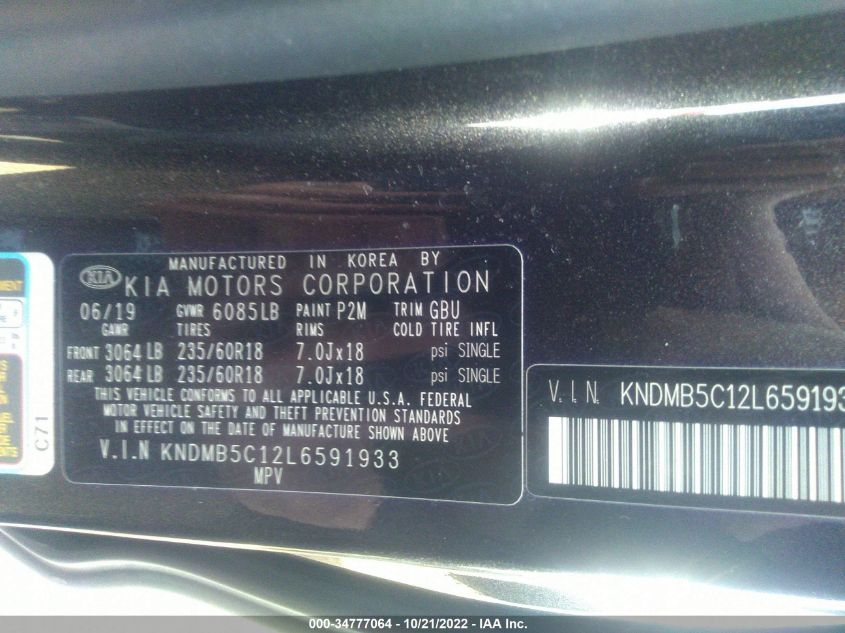 MANUFACTURED IN KOREA BY
KIA KIA MOTORS CORPORATION
06/19 GVWR 6085LB PAINT P2M TRIM GBU
GAWR TIRES RIMS COLD TIRE INFL
FRONT 3064 LB 235/60R18 7.0Jx18 psi SINGLE
REAR 3064 LB 235/60R18 7.0Jx18 psi SINGLE
THIS VEHICLE CONFORMS TO ALL APPLICABLE U.S.A. FEDERAL
MOTOR VEHICLE SAFETY AND THEFT PREVENTION STANDARDS
IN EFFECT ON THE DATE OF MANUFACTURE SHOWN ABOVE
V.I.N KNDMB5C12L6591933
MPV
C71
V.I.N. KNDMB5C12L6591933
000-34777064 - 10/21/2022 - IAA Inc.